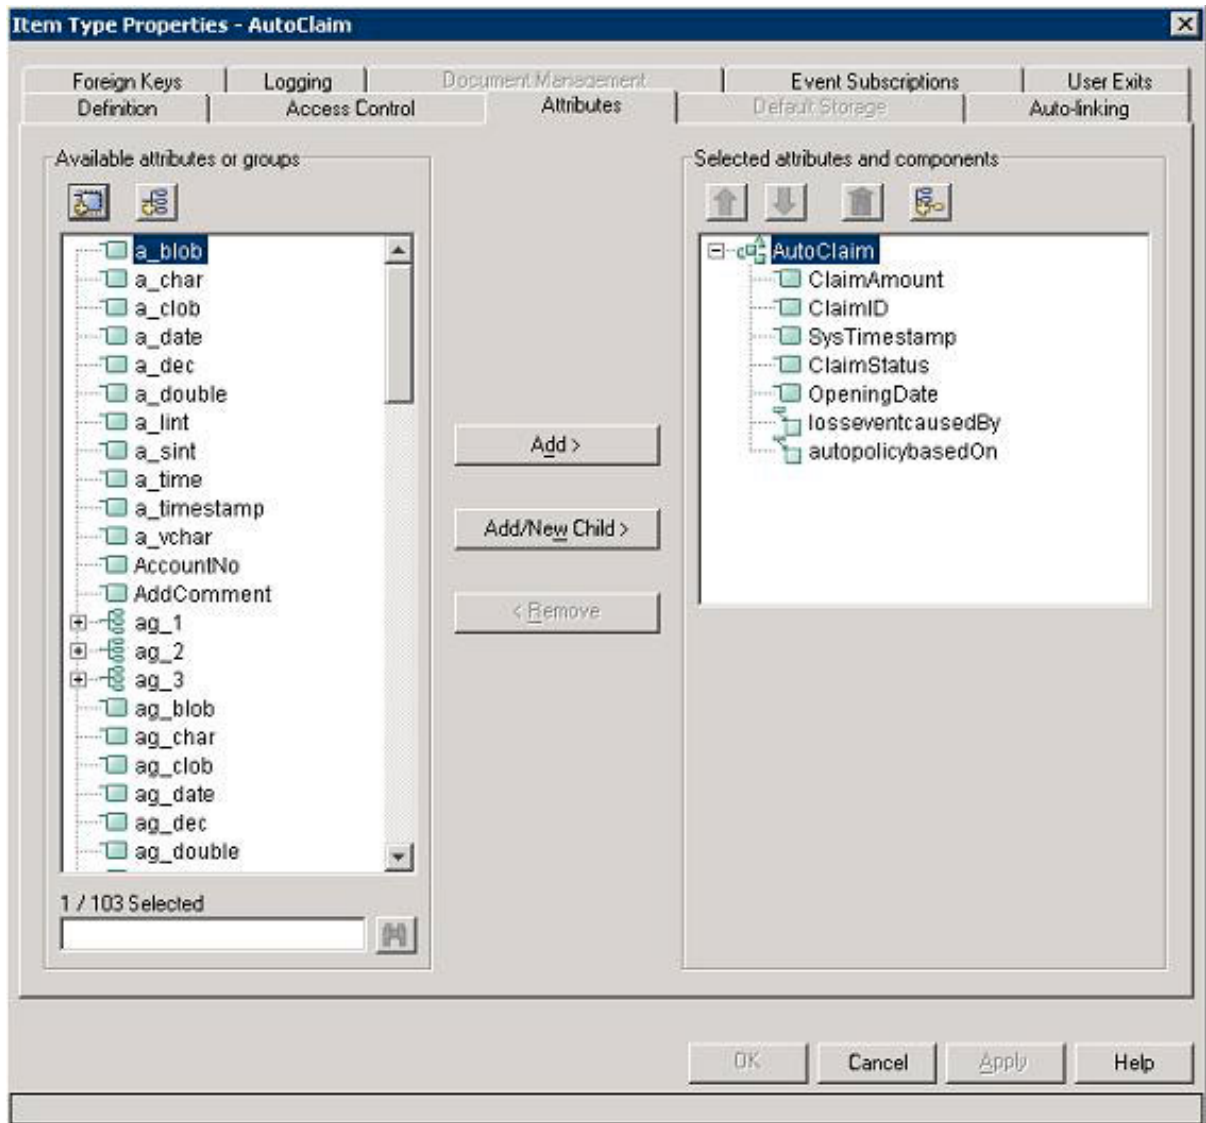 Item Type Properties - AutoClaim
Foreign Keys Logging Document Management Event Subscriptions User Exits
Definition Access Control Attributes Default Storage Auto-linking
Available attributes or groups
a_blob
a_char
a_clob
a_date
a_dec
a_double
a_lint
a_sint
a_time
a_timestamp
a_vchar
AccountNo
AddComment
ag_1
ag_2
ag_3
ag_blob
ag_char
ag_clob
ag_date
ag_dec
ag_double
1 / 103 Selected
Add >
Add/New Child >
< Remove
Selected attributes and components
AutoClaim
ClaimAmount
ClaimID
SysTimestamp
ClaimStatus
OpeningDate
losseventcausedBy
autopolicybasedOn
OK Cancel Apply Help